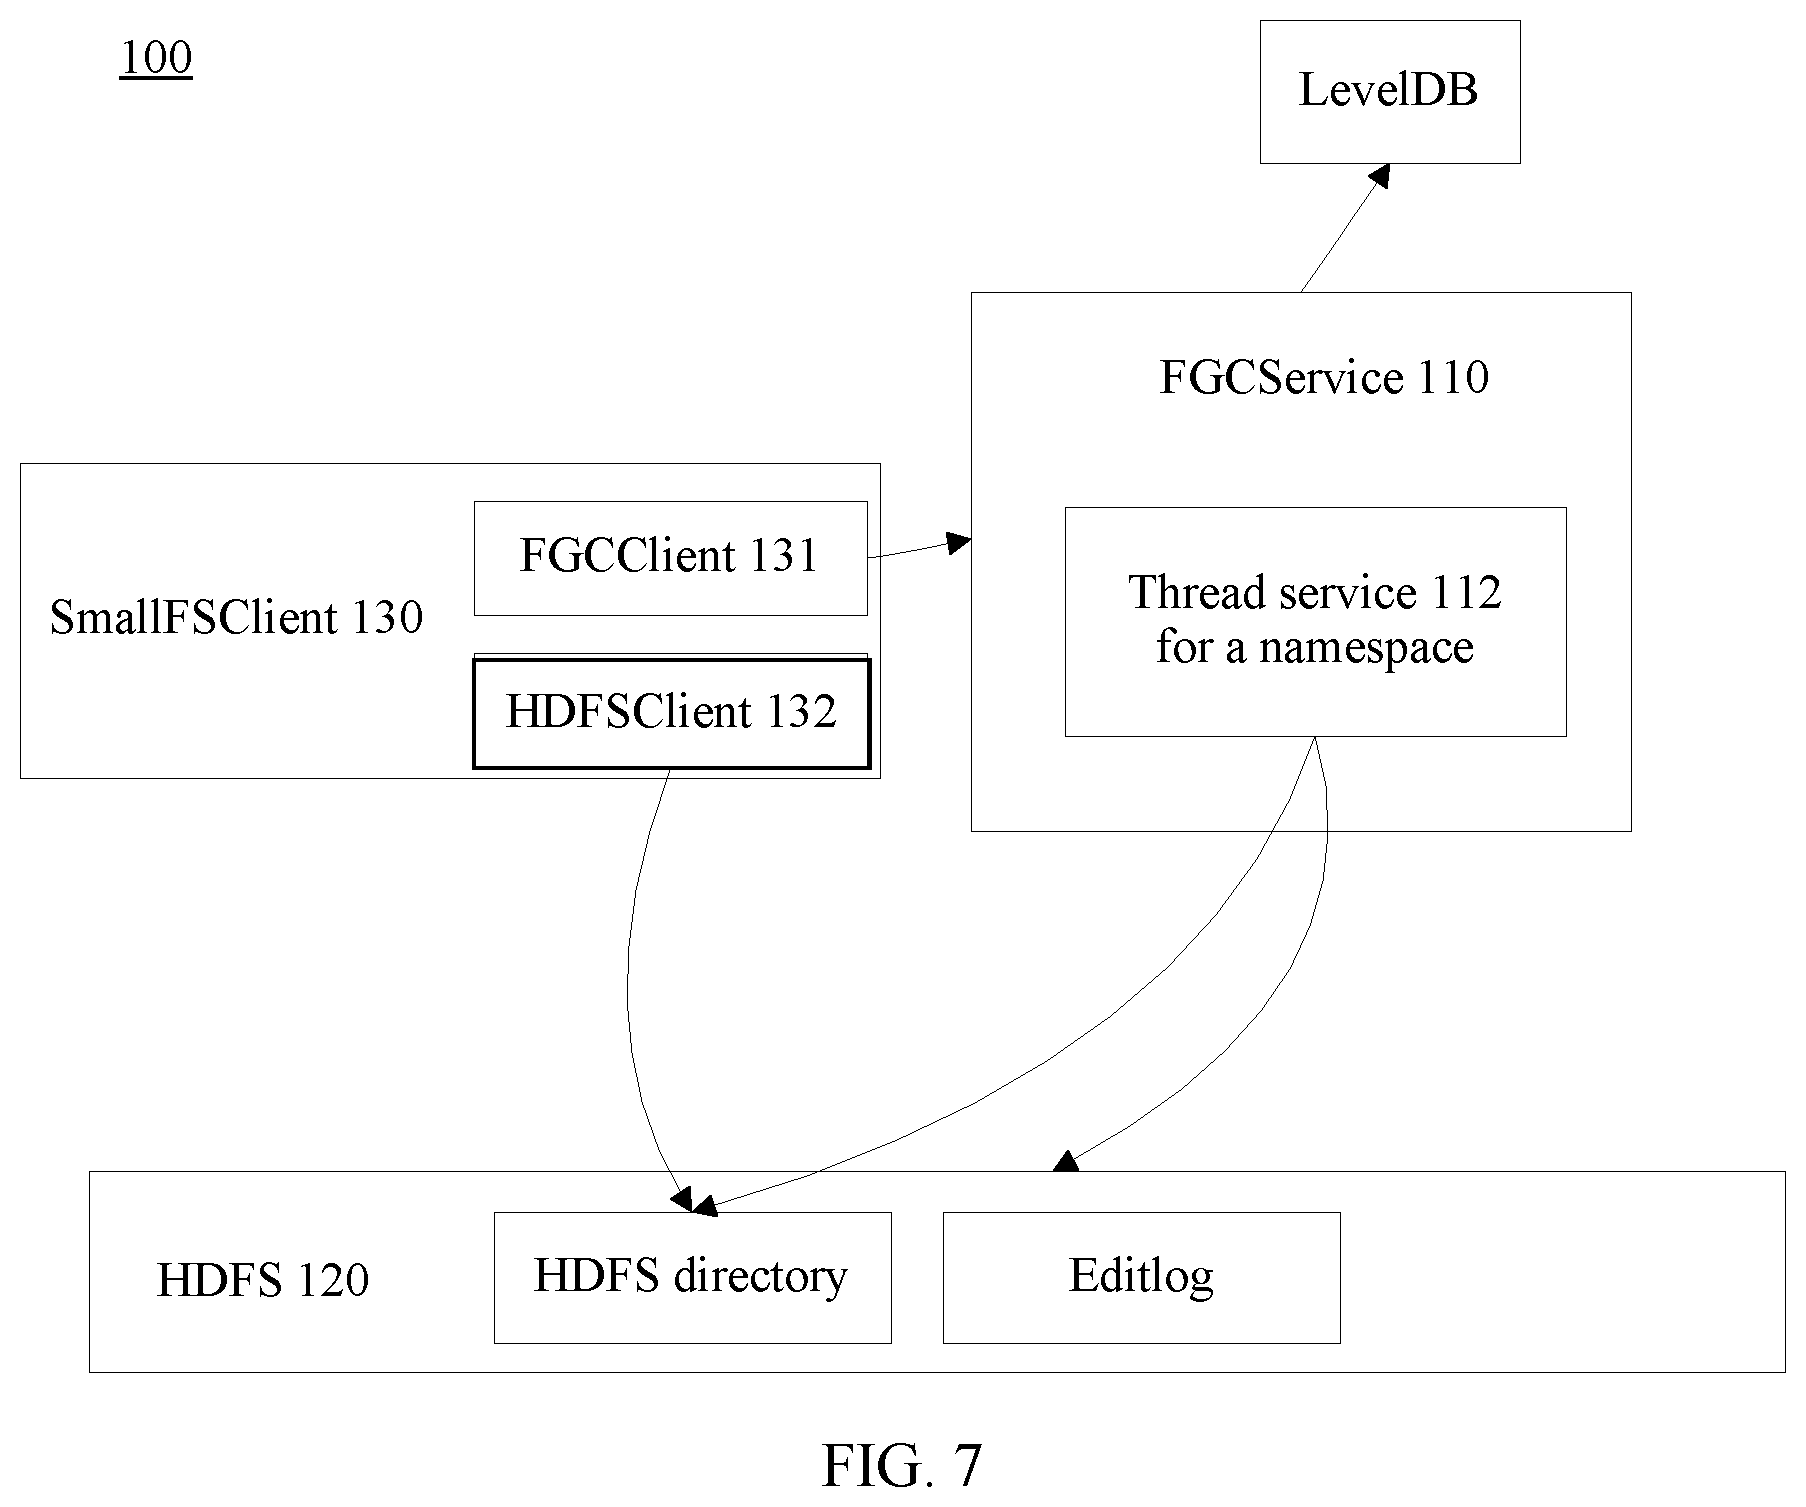 100
LevelDB
FGCService 110
FGCClient 131
SmallFSClient 130
Thread service 112
for a namespace
HDFSClient 132
HDFS 120
HDFS directory
Editlog
FIG. 7